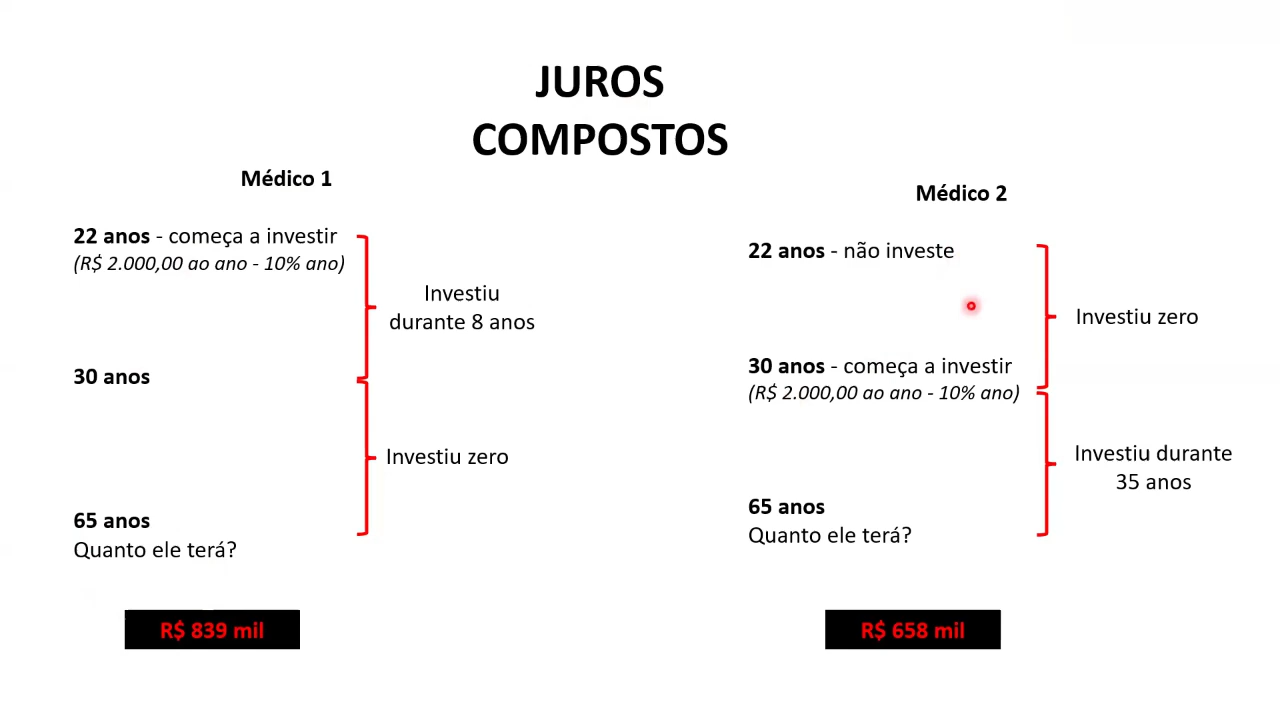 JUROS
COMPOSTOS
Médico 1
22 anos - começa a investir
(R$ 2.000,00 ao ano - 10% ano)
Investiu
durante 8 anos
30 anos
Investiu zero
65 anos
Quanto ele terá?
R$ 839 mil
Médico 2
22 anos - não investe
Investiu zero
30 anos - começa a investir
(R$ 2.000,00 ao ano - 10% ano)
Investiu durante
35 anos
65 anos
Quanto ele terá?
R$ 658 mil